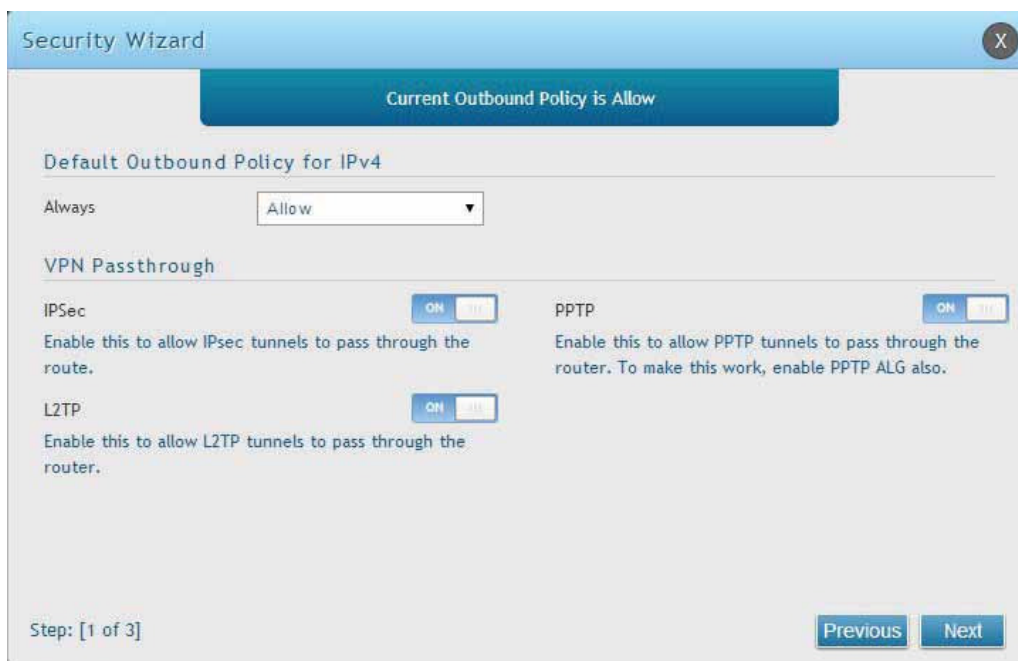 Security Wizard
X
Current Outbound Policy is Allow
Default Outbound Policy for IPv4
Always
Allow
VPN Passthrough
IPSec
ON
Enable this to allow IPsec tunnels to pass through the
route.
PPTP
ON
Enable this to allow PPTP tunnels to pass through the
router. To make this work, enable PPTP ALG also.
L2TP
ON
Enable this to allow L2TP tunnels to pass through the
router.
Step: [1 of 3]
Previous
Next